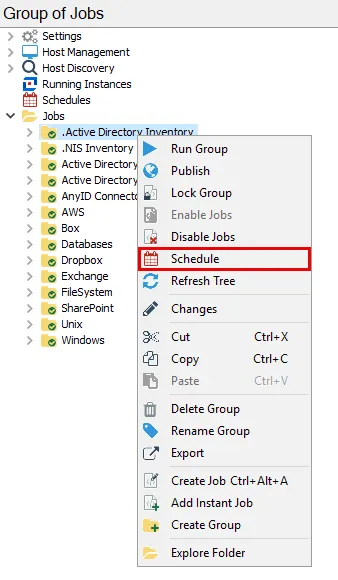 Group of Jobs
Settings
Host Management
Host Discovery
Running Instances
Schedules
Jobs
.Active Directory Inventory
.NIS Inventory
Active Directory
Active Directory
AnyID Connecto
AWS
Box
Databases
Dropbox
Exchange
FileSystem
SharePoint
Unix
Windows
Run Group
Publish
Lock Group
Enable Jobs
Disable Jobs
Schedule
Refresh Tree
Changes
Cut Ctrl+X
Copy Ctrl+C
Paste Ctrl+V
Delete Group
Rename Group
Export
Create Job Ctrl+Alt+A
Add Instant Job
Create Group
Explore Folder